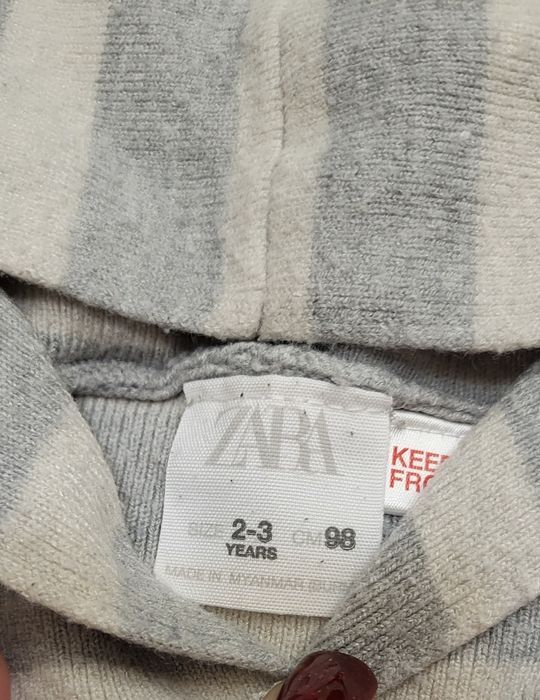 ZARA
SIZE 2-3 YEARS CM 98
MADE IN MYANMAR
KEEP
FRO